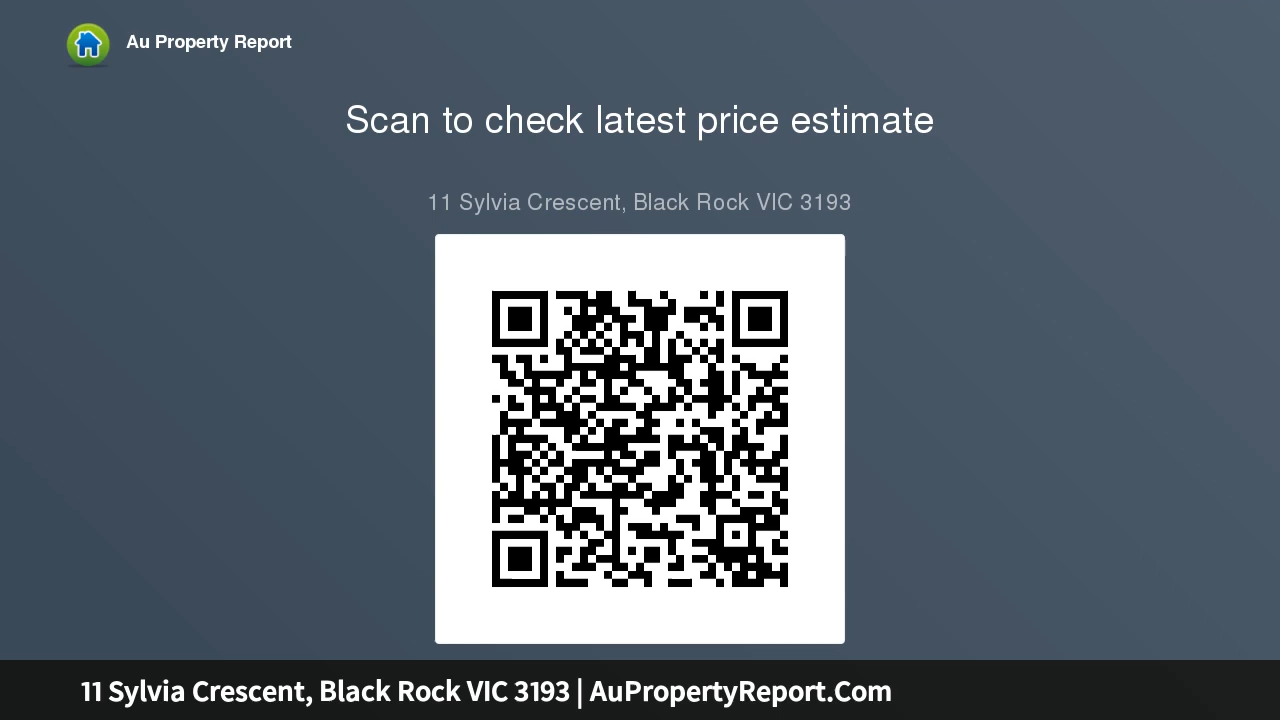 Au Property Report
Scan to check latest price estimate
11 Sylvia Crescent, Black Rock VIC 3193
11 Sylvia Crescent, Black Rock VIC 3193 | AuPropertyReport.Com